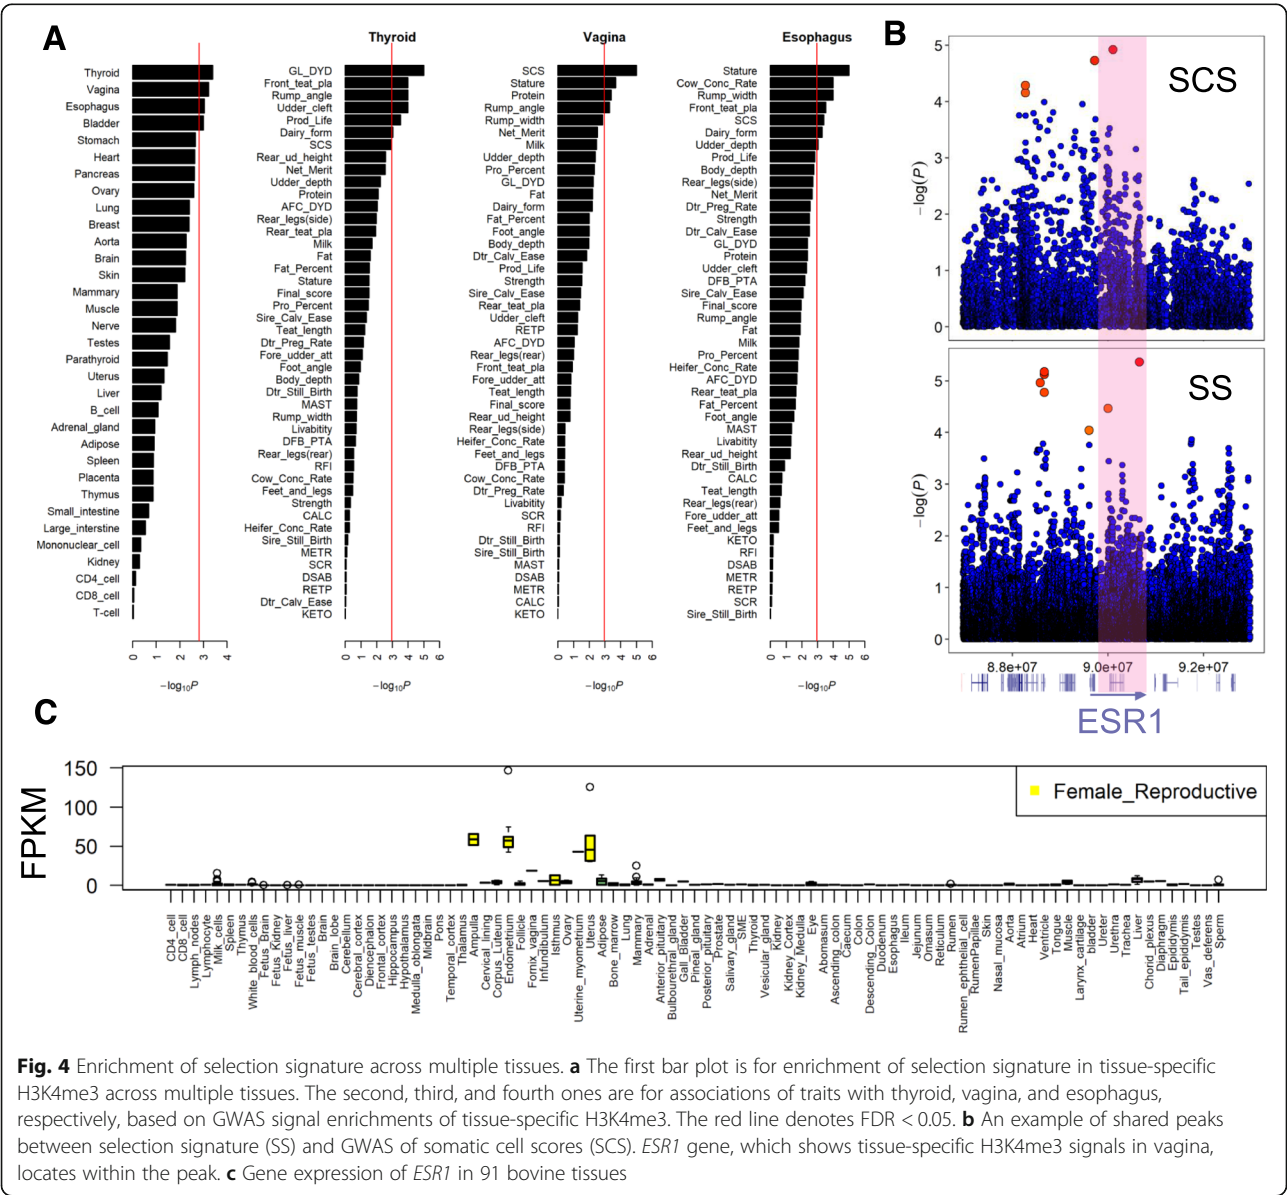 A
Thyroid
Vagina
Esophagus
Bladder
Stomach
Heart
Pancreas
Ovary
Lung
Breast
Aorta
Brain
Skin
Mammary
Muscle
Nerve
Testes
Parathyroid
Uterus
Liver
B_cell
Adrenal_gland
Adipose
Spleen
Placenta
Thymus
Small_intestine
Large_interstine
Mononuclear_cell
Kidney
CD4_cell
CD8_cell
T-cell
0 1 2 3 4
−log10P
Thyroid
GL_DYD
Front_teat_pla
Rump_angle
Udder_cleft
Prod_Life
Dairy_form
SCS
Rear_ud_height
Net_Merit
Udder_depth
Protein
AFC_DYD
Rear_legs(side)
Rear_teat_pla
Milk
Fat
Fat_Percent
Stature
Final_score
Pro_Percent
Sire_Calv_Ease
Teat_length
Dtr_Preg_Rate
Fore_udder_att
Foot_angle
Body_depth
Dtr_Still_Birth
MAST
Rump_width
Livability
DFB_PTA
Rear_legs(rear)
RFI
Cow_Conc_Rate
Feet_and_legs
Strength
CALC
Heifer_Conc_Rate
Sire_Still_Birth
METR
SCR
DSAB
RETP
Dtr_Calv_Ease
KETO
0 1 2 3 4 5 6
−log10P
Vagina
SCS
Stature
Protein
Rump_angle
Rump_width
Net_Merit
Milk
Udder_depth
Pro_Percent
GL_DYD
Fat
Dairy_form
Fat_Percent
Foot_angle
Body_depth
Dtr_Calv_Ease
Prod_Life
Strength
Sire_Calv_Ease
Rear_teat_pla
Udder_cleft
RETP
AFC_DYD
Rear_legs(rear)
Front_teat_pla
Fore_udder_att
Teat_length
Final_score
Rear_ud_height
Rear_legs(side)
Heifer_Conc_Rate
Feet_and_legs
DFB_PTA
Cow_Conc_Rate
Dtr_Preg_Rate
Livability
SCR
RFI
Dtr_Still_Birth
Sire_Still_Birth
MAST
DSAB
METR
CALC
KETO
0 1 2 3 4 5 6
−log10P
Esophagus
Stature
Cow_Conc_Rate
Rump_width
Front_teat_pla
SCS
Dairy_form
Udder_depth
Prod_Life
Body_depth
Rear_legs(side)
Net_Merit
Dtr_Preg_Rate
Strength
Dtr_Calv_Ease
GL_DYD
Protein
Udder_cleft
DFB_PTA
Sire_Calv_Ease
Final_score
Rump_angle
Fat
Milk
Pro_Percent
Heifer_Conc_Rate
AFC_DYD
Rear_teat_pla
Fat_Percent
Foot_angle
MAST
Livability
Rear_ud_height
Dtr_Still_Birth
CALC
Teat_length
Rear_legs(rear)
Fore_udder_att
Feet_and_legs
KETO
RFI
DSAB
METR
RETP
SCR
Sire_Still_Birth
0 1 2 3 4 5 6
−log10P
B
SCS
5
4
3
2
1
0
−log(P)
SS
5
4
3
2
1
0
−log(P)
8.8e+07 9.0e+07 9.2e+07
ESR1
C
FPKM
150
100
50
0
Female_Reproductive
CD4_cell
CD8_cell
Lymph_nodes
Lymphocyte
Milk_cells
Spleen
Thymus
White_blood_cells
Fetus_Brain
Fetus_Kidney
Fetus_liver
Fetus_muscle
Fetus_testes
Brain
Brain_lobe
Cerebellum
Cerebral_cortex
Diencephalon
Frontal_cortex
Hippocampus
Hypothalamus
Medulla_oblongata
Midbrain
Pons
Temporal_cortex
Thalamus
Ampulla
Cervical_lining
Corpus_Luteum
Endometrium
Follicle
Fornix_vagina
Infundibulum
Isthmus
Ovary
Uterine_myometrium
Uterus
Adipose
Bone_marrow
Lung
Mammary
Adrenal
Anterior_pituitary
Bulbourethral_gland
Gall_Bladder
Pineal_gland
Posterior_pituitary
Prostate
Salivary_gland
SME
Thyroid
Vesicular_gland
Kidney
Kidney_Cortex
Kidney_Medulla
Eye
Abomasum
Ascending_colon
Caecum
Colon
Descending_Colon
Duodenum
Esophagus
Ileum
Jejunum
Omasum
Reticulum
Rumen
Rumen_ephthelial_cell
RumenPapillae
Skin
Nasal_mucosa
Aorta
Atrium
Heart
Ventricle
Tongue
Muscle
Larynx_cartilage
bladder
Ureter
Urethra
Trachea
Liver
Chorid_plexus
Diaphragm
Epididymis
Tail_epidymis
Testes
Vas_deferens
Sperm
Fig. 4 Enrichment of selection signature across multiple tissues. a The first bar plot is for enrichment of selection signature in tissue-specific
H3K4me3 across multiple tissues. The second, third, and fourth ones are for associations of traits with thyroid, vagina, and esophagus,
respectively, based on GWAS signal enrichments of tissue-specific H3K4me3. The red line denotes FDR < 0.05. b An example of shared peaks
between selection signature (SS) and GWAS of somatic cell scores (SCS). ESR1 gene, which shows tissue-specific H3K4me3 signals in vagina,
locates within the peak. c Gene expression of ESR1 in 91 bovine tissues